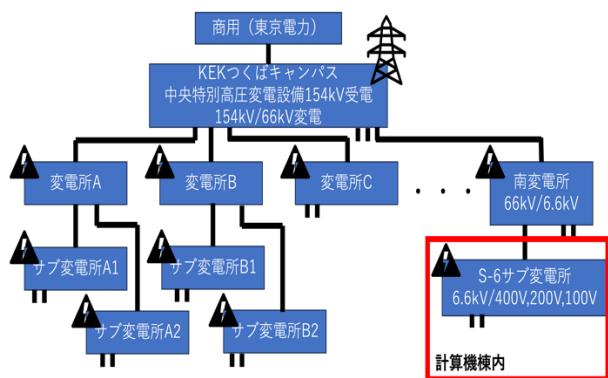 商用（東京電力）
KEKつくばキャンパス
中央特別高圧変電設備154kV受電
154kV/66kV変電
変電所A
変電所B
変電所C
・・・
南変電所
66kV/6.6kV
サブ変電所A1
サブ変電所B1
S-6サブ変電所
6.6kV/400V,200V,100V
サブ変電所A2
サブ変電所B2
計算機棟内